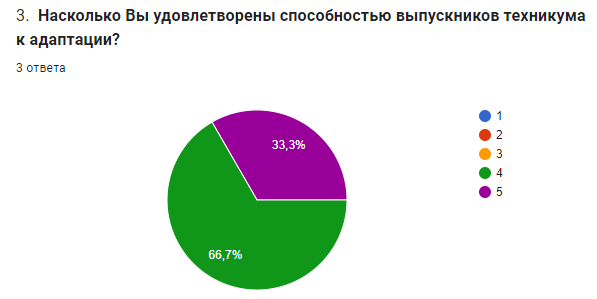 3. Насколько Вы удовлетворены способностью выпускников техникума
к адаптации?
3 ответа
33,3%
66,7%
1
2
3
4
5